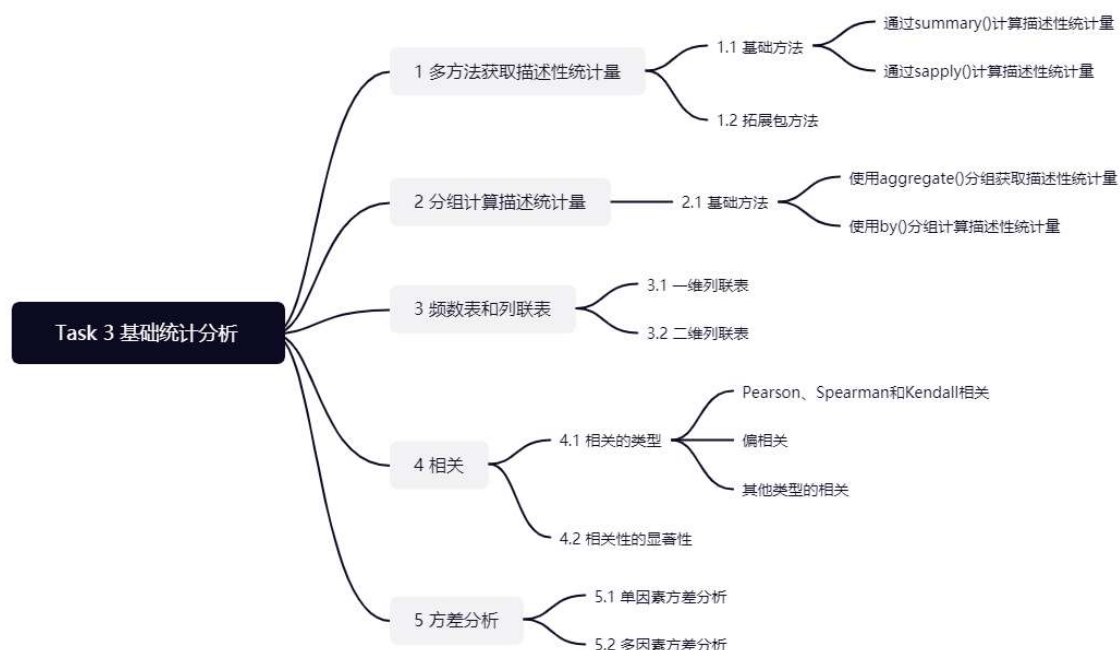 Task 3 基础统计分析
1 多方法获取描述性统计量
1.1 基础方法
通过summary()计算描述性统计量
通过sapply()计算描述性统计量
1.2 拓展包方法
2 分组计算描述统计量
2.1 基础方法
使用aggregate()分组获取描述性统计量
使用by()分组计算描述性统计量
3 频数表和列联表
3.1 一维列联表
3.2 二维列联表
4 相关
4.1 相关的类型
Pearson、Spearman和Kendall相关
偏相关
其他类型的相关
4.2 相关性的显著性
5 方差分析
5.1 单因素方差分析
5.2 多因素方差分析